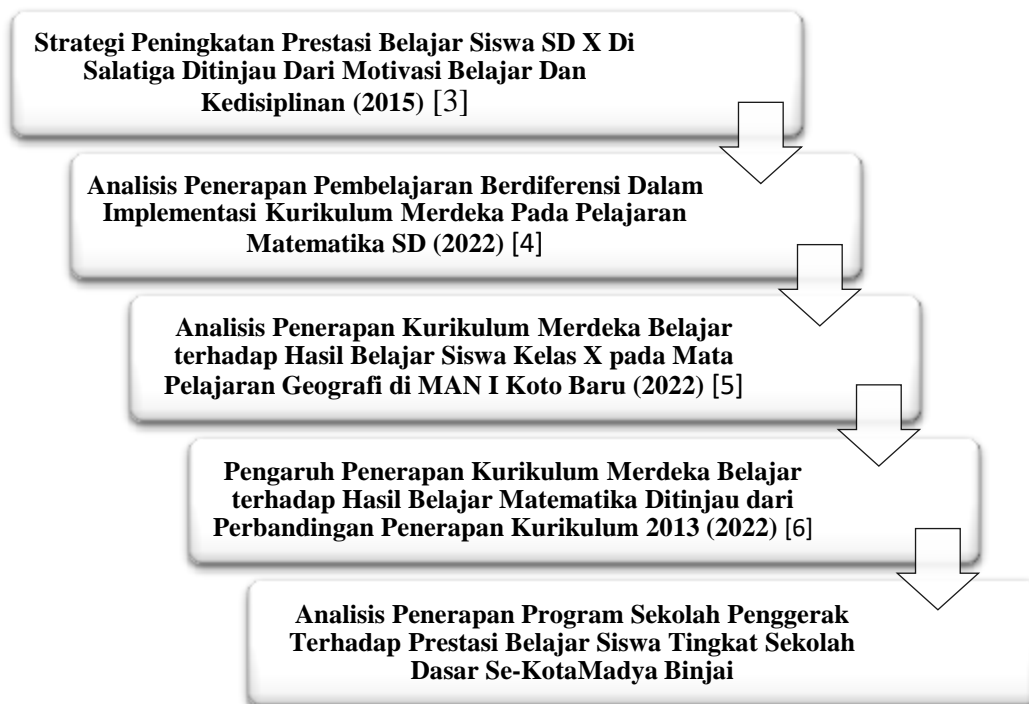 Strategi Peningkatan Prestasi Belajar Siswa SD X Di
Salatiga Ditinjau Dari Motivasi Belajar Dan
Kedisiplinan (2015) [3]
Analisis Penerapan Pembelajaran Berdiferensi Dalam
Implementasi Kurikulum Merdeka Pada Pelajaran
Matematika SD (2022) [4]
Analisis Penerapan Kurikulum Merdeka Belajar
terhadap Hasil Belajar Siswa Kelas X pada Mata
Pelajaran Geografi di MAN I Koto Baru (2022) [5]
Pengaruh Penerapan Kurikulum Merdeka Belajar
terhadap Hasil Belajar Matematika Ditinjau dari
Perbandingan Penerapan Kurikulum 2013 (2022) [6]
Analisis Penerapan Program Sekolah Penggerak
Terhadap Prestasi Belajar Siswa Tingkat Sekolah
Dasar Se-KotaMadya Binjai